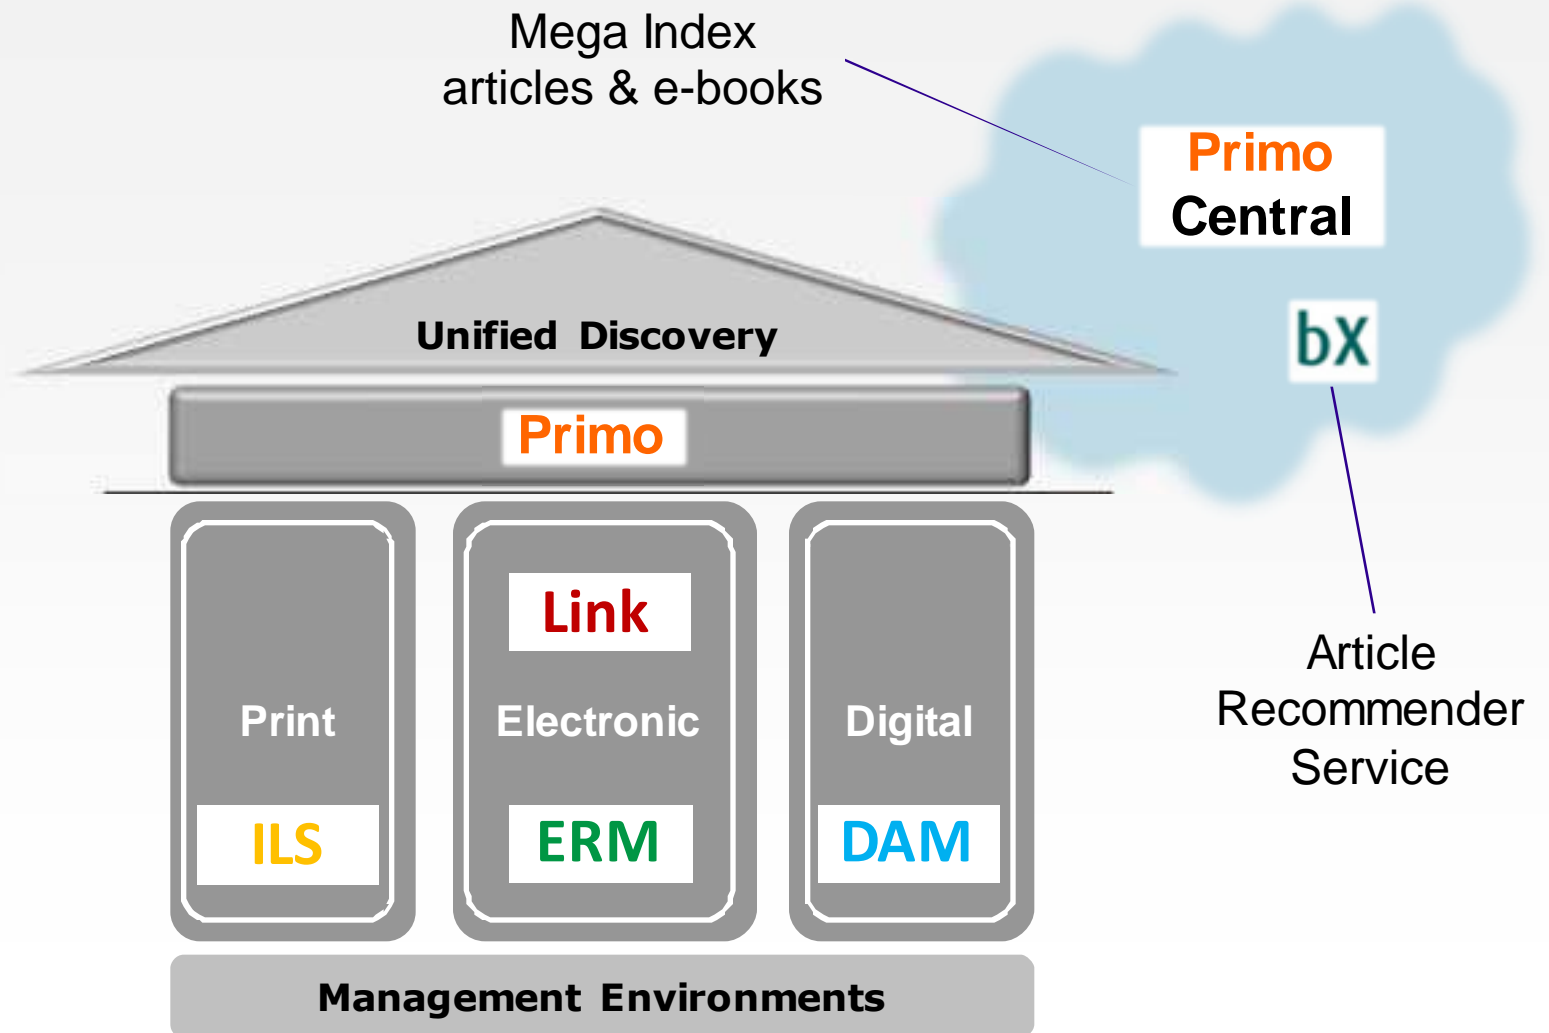 Mega Index
articles & e-books
Primo
Central
bX
Unified Discovery
Primo
Link
Print
Electronic
Digital
ILS
ERM
DAM
Article
Recommender
Service
Management Environments